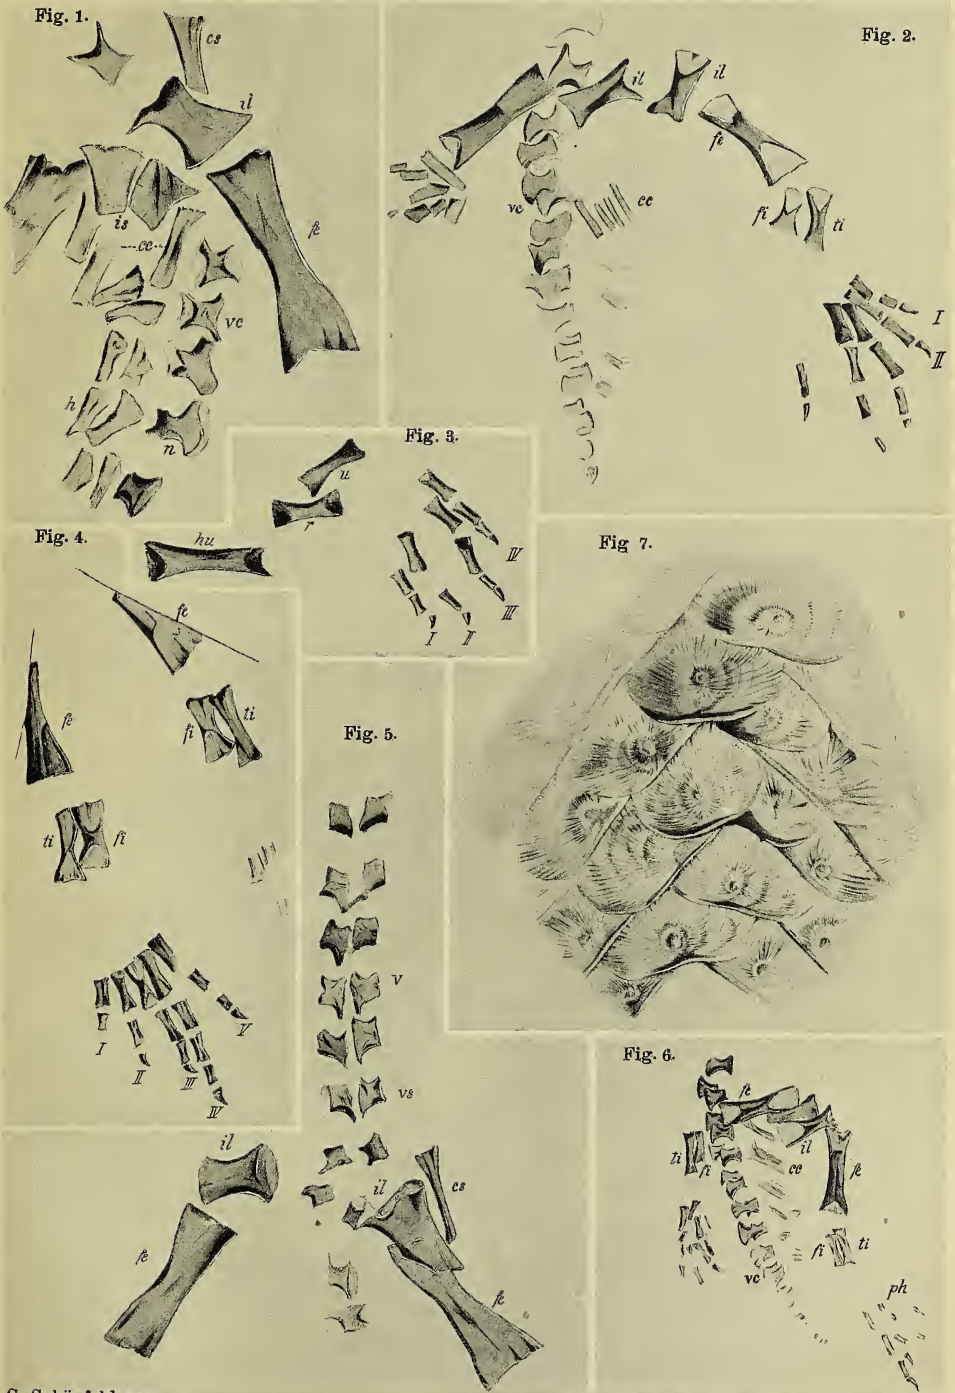 Fig. 1.
cs
il
is
ce
fe
vc
h
n
Fig. 2.
il
il
fe
vc
ce
fi
ti
I
II
Fig. 3.
u
r
hu
IV
III
I
II
Fig. 4.
fe
fe
ti
fi
ti
fi
I
II
III
IV
V
Fig. 5.
v
vs
il
il
cs
fe
fe
Fig 7.
Fig. 6.
fe
il
ti
fi
ce
fe
fi
ti
vc
ph